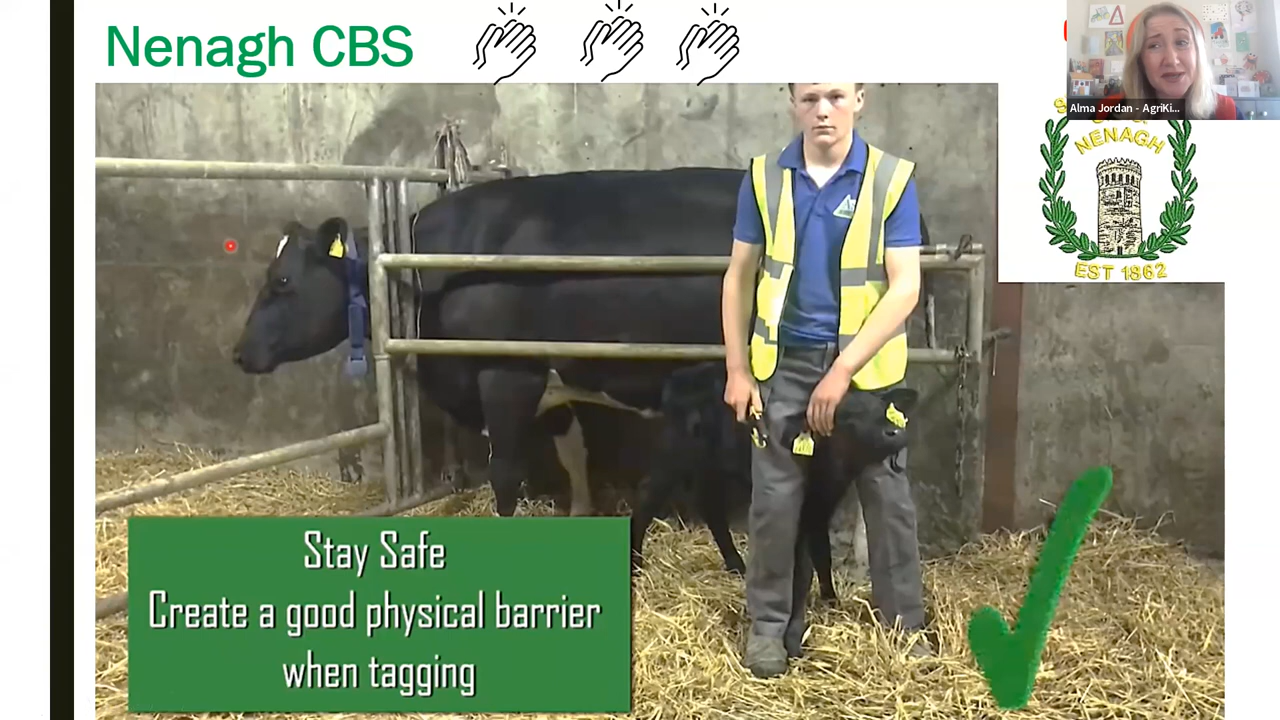 Nenagh CBS
Alma Jordan - AgriKi...
NENAGH
EST 1862
Stay Safe
Create a good physical barrier
when tagging